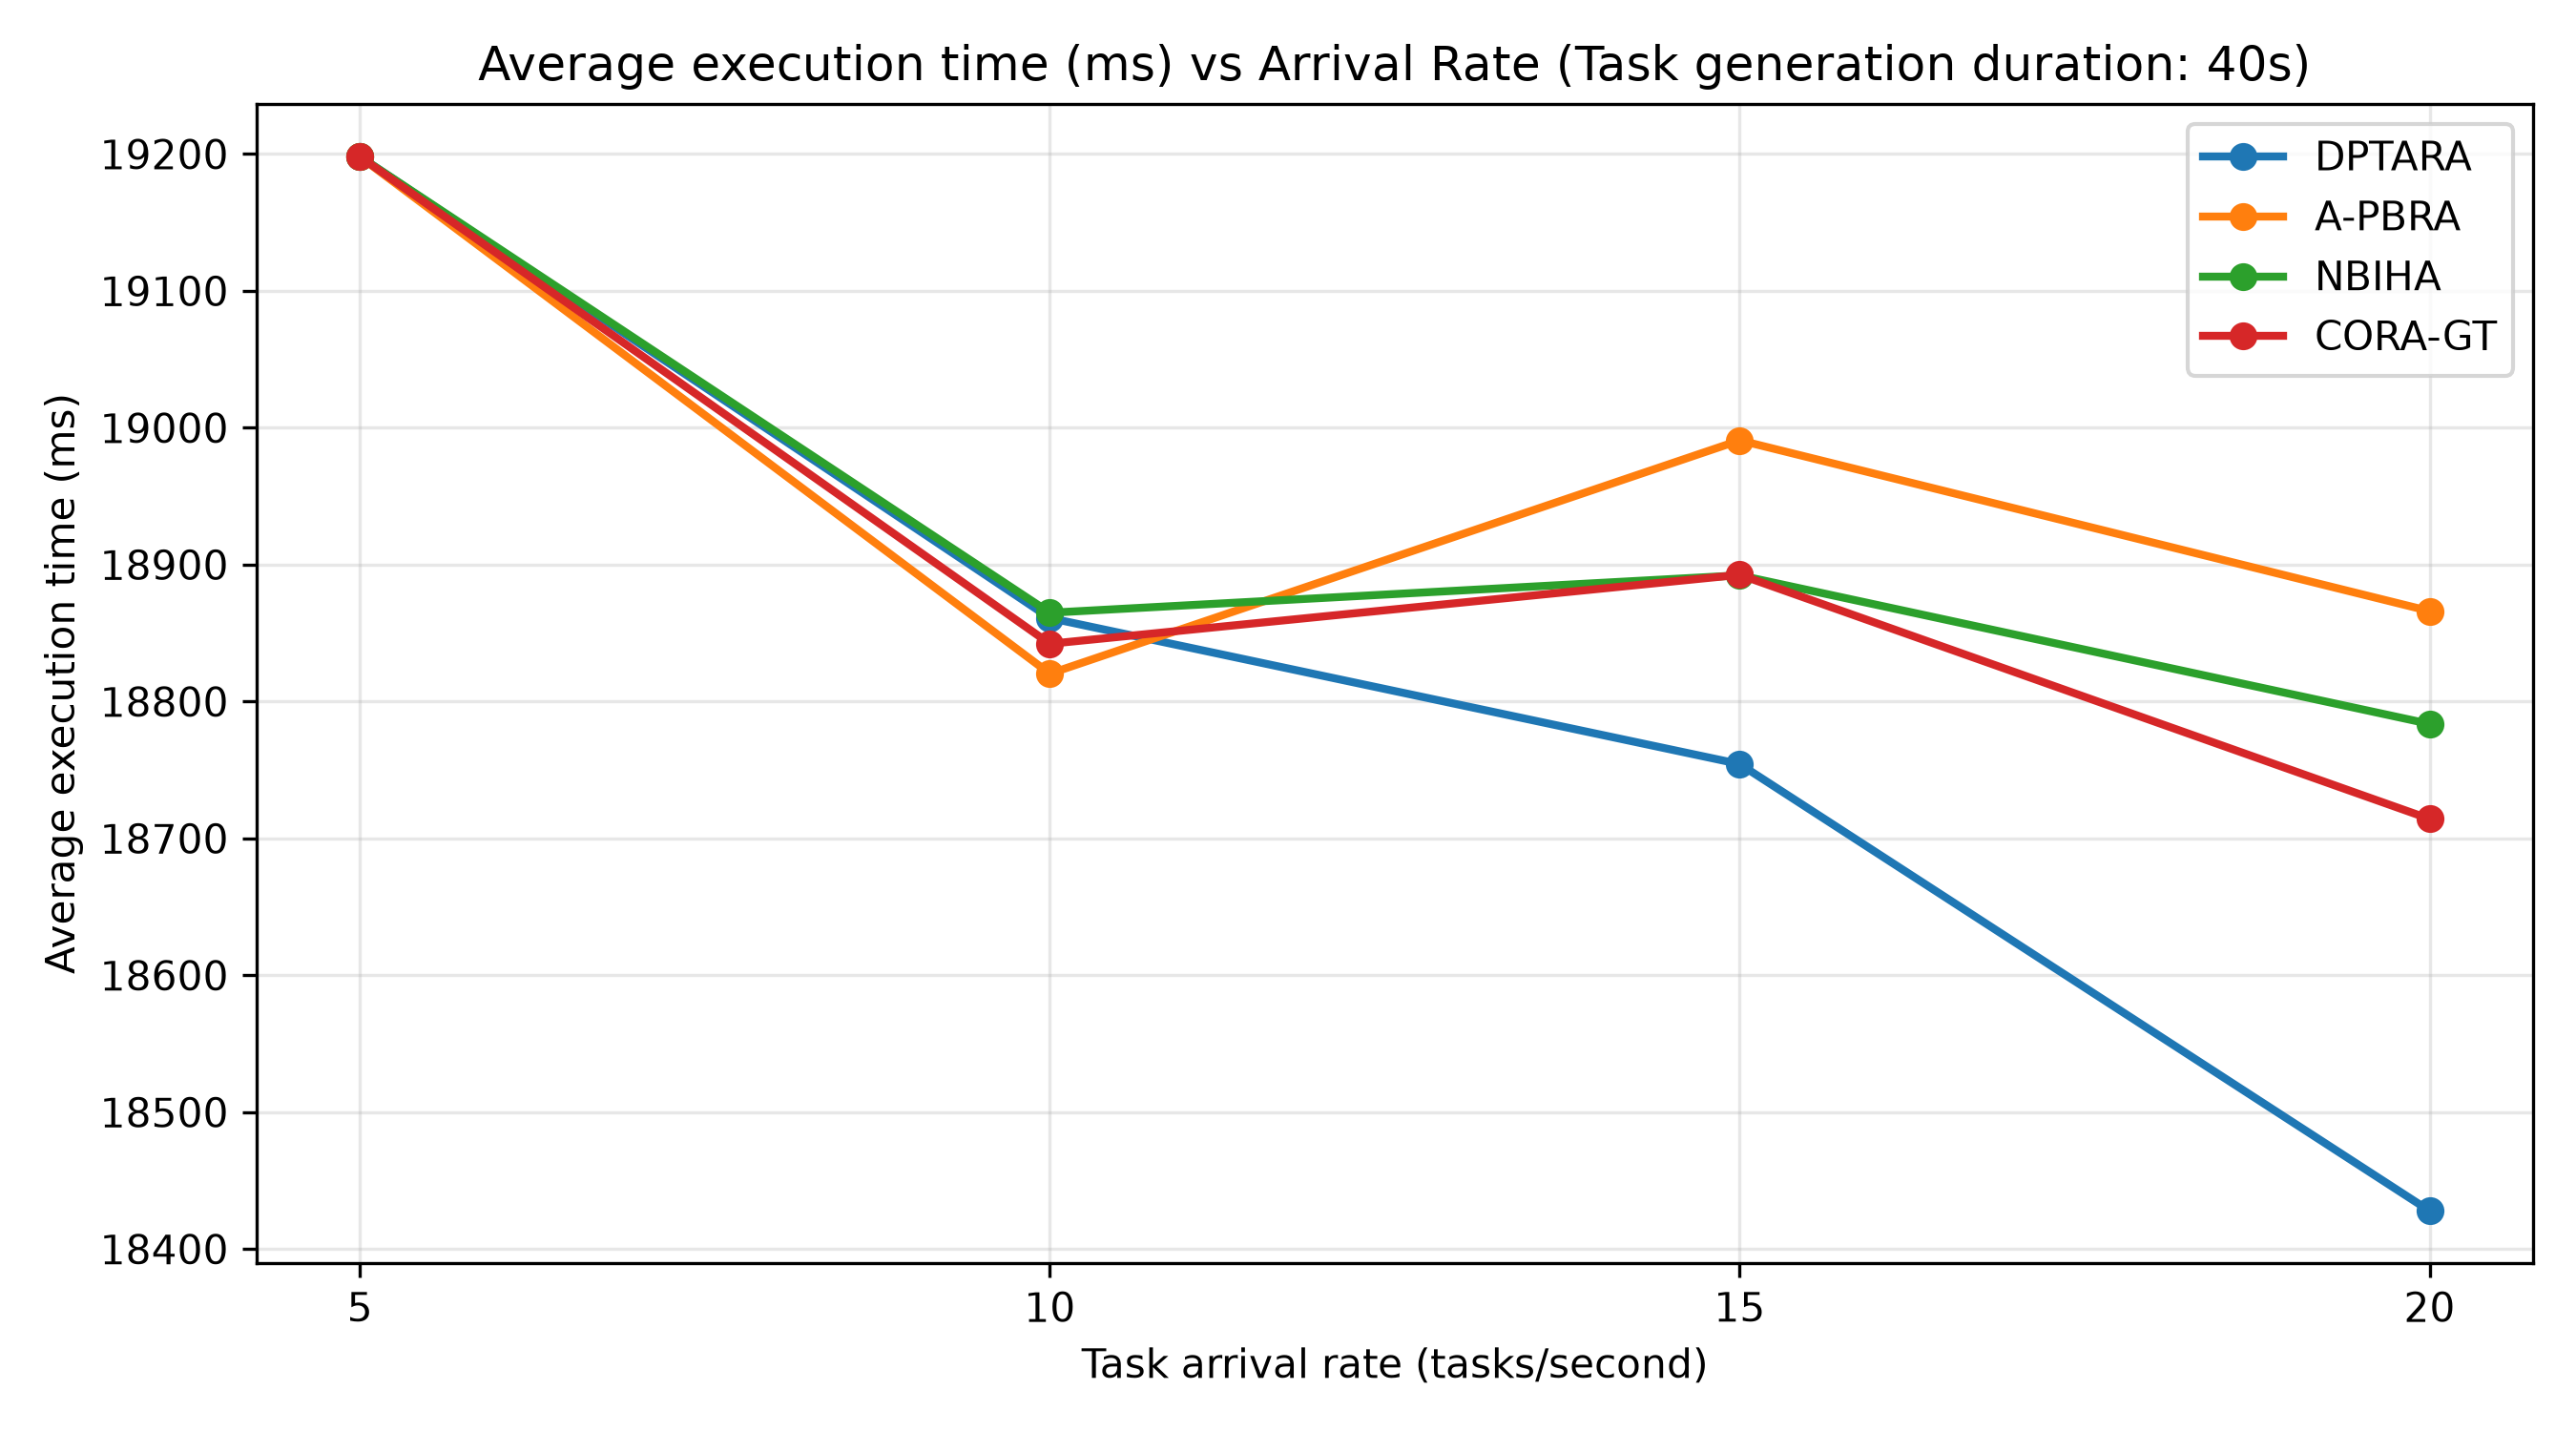 Average execution time (ms) vs Arrival Rate (Task generation duration: 40s)
Average execution time (ms)
19200
19100
19000
18900
18800
18700
18600
18500
18400
DPTARA
A-PBRA
NBIHA
CORA-GT
5
10
15
20
Task arrival rate (tasks/second)